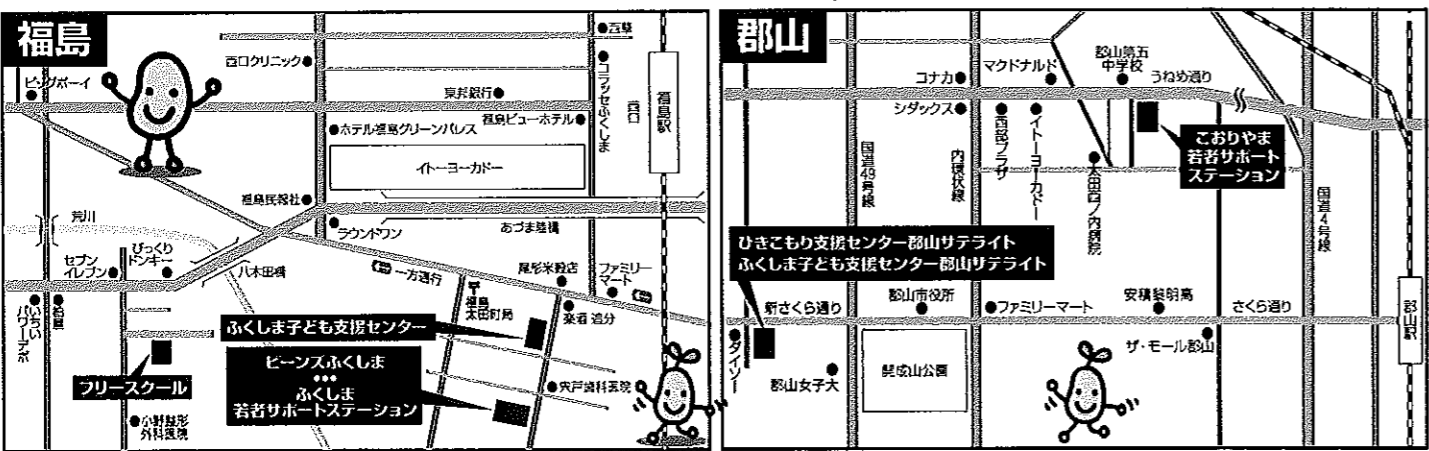 福島
西口クリニック
西草
コラッセふくしま
西口
福島駅
ビッグボーイ
東邦銀行
福島ビューホテル
ホテル福島グリーンパレス
イトーヨーカドー
福島民報社
荒川
ラウンドワン
あづま陸橋
セブン
イレブン
びっくり
ドンキー
八木田橋
一方通行
尾形米穀店
ファミリー
マート
〒
福島
太田町局
いちい
パワーデポ
柏屋
ふくしま子ども支援センター
楽酒 追分
ビーンズふくしま
•••
ふくしま
若者サポートステーション
フリースクール
宍戸歯科医院
小野整形
外科医院
郡山
コナカ
マクドナルド
郡山第五
中学校
うねめ通り
シダックス
西部プラザ
イトーヨーカドー
太田西ノ内病院
こおりやま
若者サポート
ステーション
国道49号線
内環状線
国道4号線
ひきこもり支援センター郡山サテライト
ふくしま子ども支援センター郡山サテライト
新さくら通り
郡山市役所
ファミリーマート
安積黎明高
さくら通り
郡山駅
ダイソー
郡山女子大
開成山公園
ザ・モール郡山